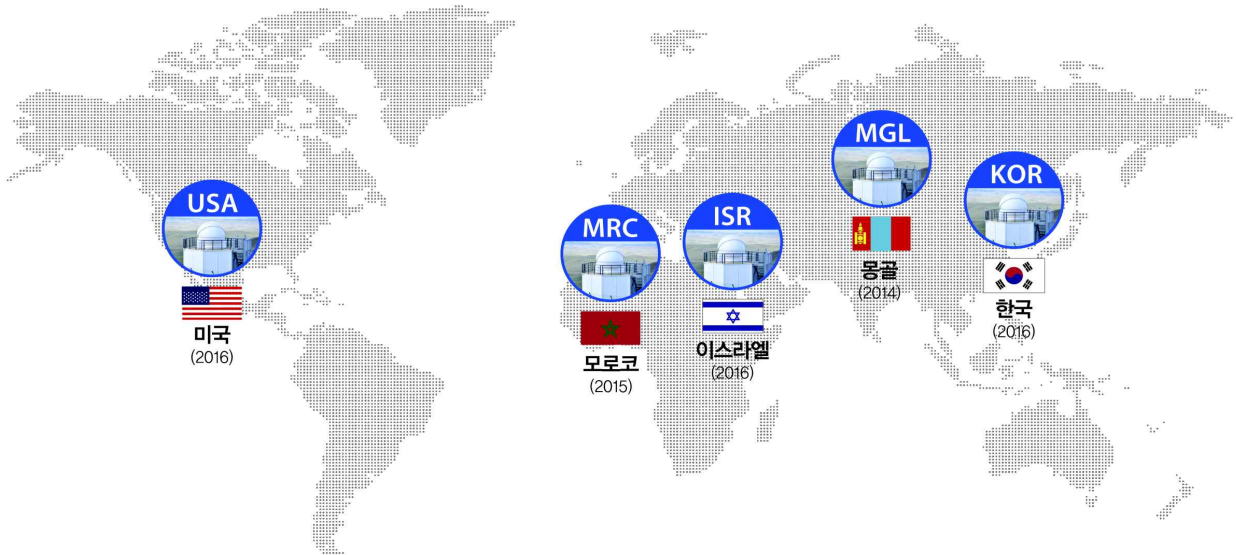 USA
미국
(2016)
MRC
모로코
(2015)
ISR
이스라엘
(2016)
MGL
몽골
(2014)
KOR
한국
(2016)